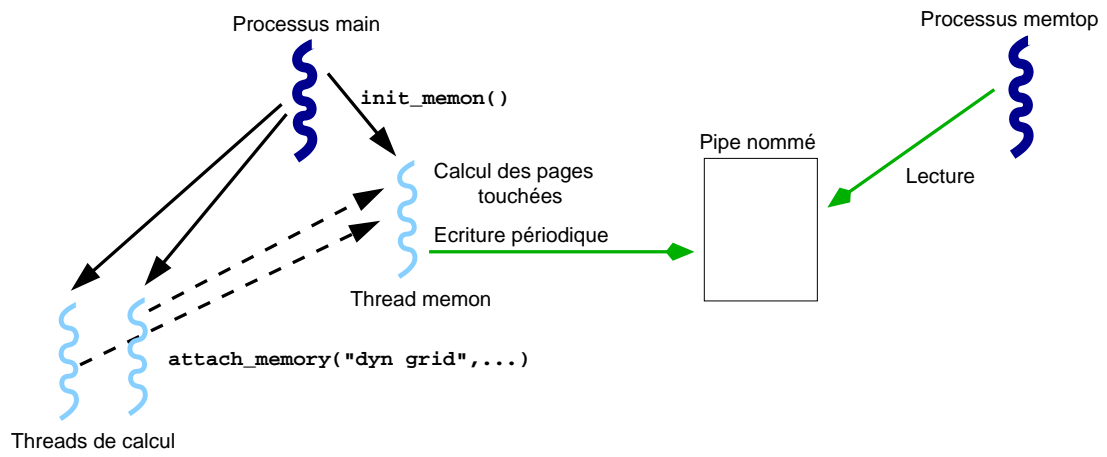 Processus main
Processus memtop
init_memon()
Pipe nommé
Calcul des pages
touchées
Lecture
Ecriture périodique
Thread memon
attach_memory("dyn grid",...)
Threads de calcul